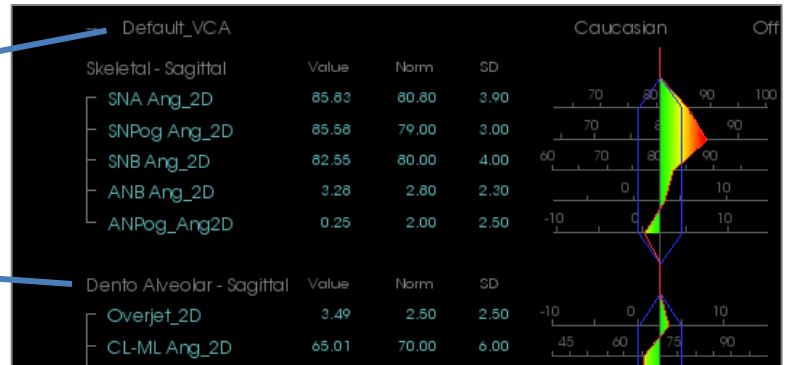 Default_VCA Caucasian Off
Skeletal - Sagittal Value Norm SD
SNA Ang_2D 85.83 80.80 3.90 70 80 90 100
SNPog Ang_2D 85.58 79.00 3.00 70 8 90
SNB Ang_2D 82.55 80.00 4.00 60 70 80 90
ANB Ang_2D 3.28 2.80 2.30 0 10
ANPog_Ang2D 0.25 2.00 2.50 -10 0 10
Dento Alveolar - Sagittal Value Norm SD
Overjet_2D 3.49 2.50 2.50 -10 0 10
CL-ML Ang_2D 65.01 70.00 6.00 45 60 75 90